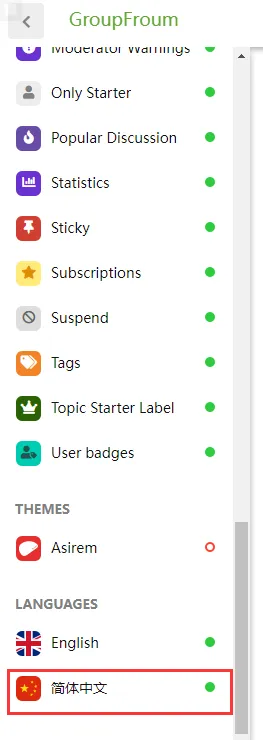 GroupFroum
Moderator Warnings
Only Starter
Popular Discussion
Statistics
Sticky
Subscriptions
Suspend
Tags
Topic Starter Label
User badges
THEMES
Asirem
LANGUAGES
English
简体中文